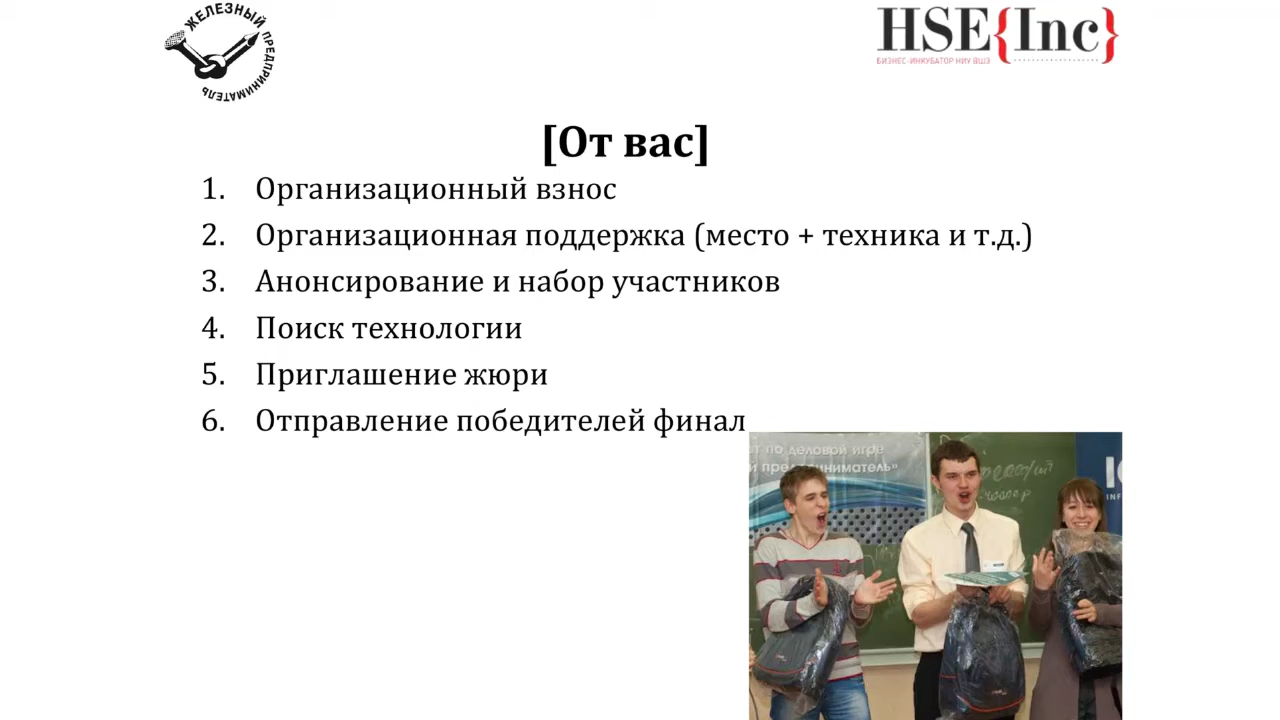 ЖЕЛЕЗНЫЙ ПРЕДПРИНИМАТЕЛЬ
HSE{Inc}
БИЗНЕС-ИНКУБАТОР НИУ ВШЭ
[От вас]
1. Организационный взнос
2. Организационная поддержка (место + техника и т.д.)
3. Анонсирование и набор участников
4. Поиск технологии
5. Приглашение жюри
6. Отправление победителей финал
по деловой игре